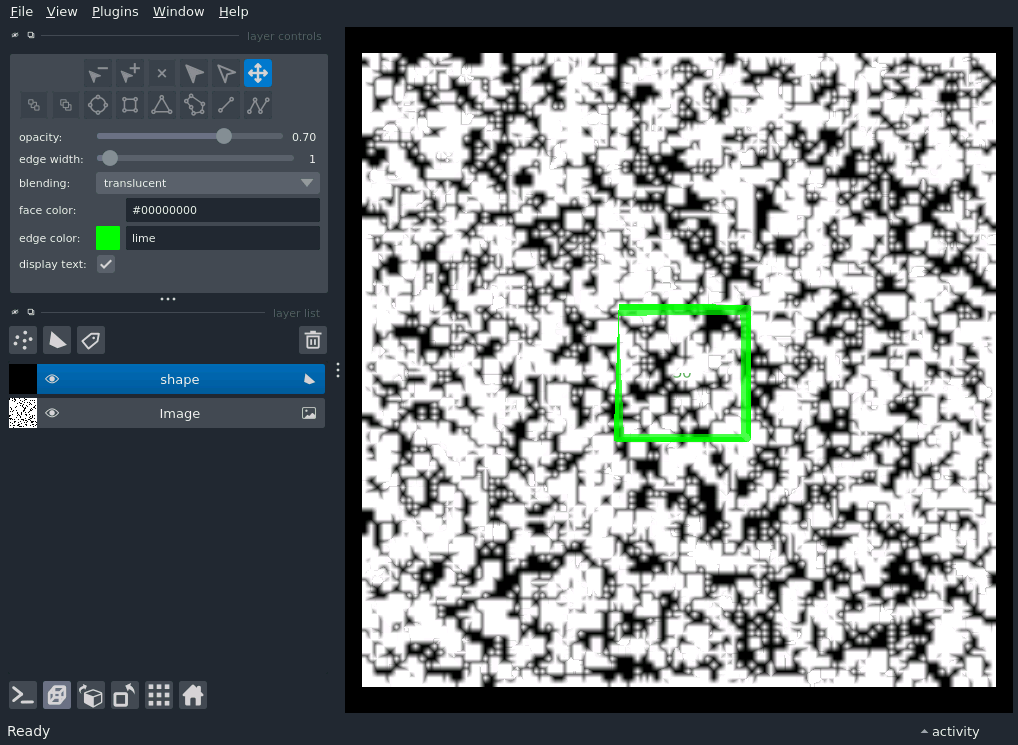 File View Plugins Window Help
layer controls
opacity: 0.70
edge width: 1
blending: translucent
face color: #00000000
edge color: lime
display text:
layer list
shape
Image
Ready
activity